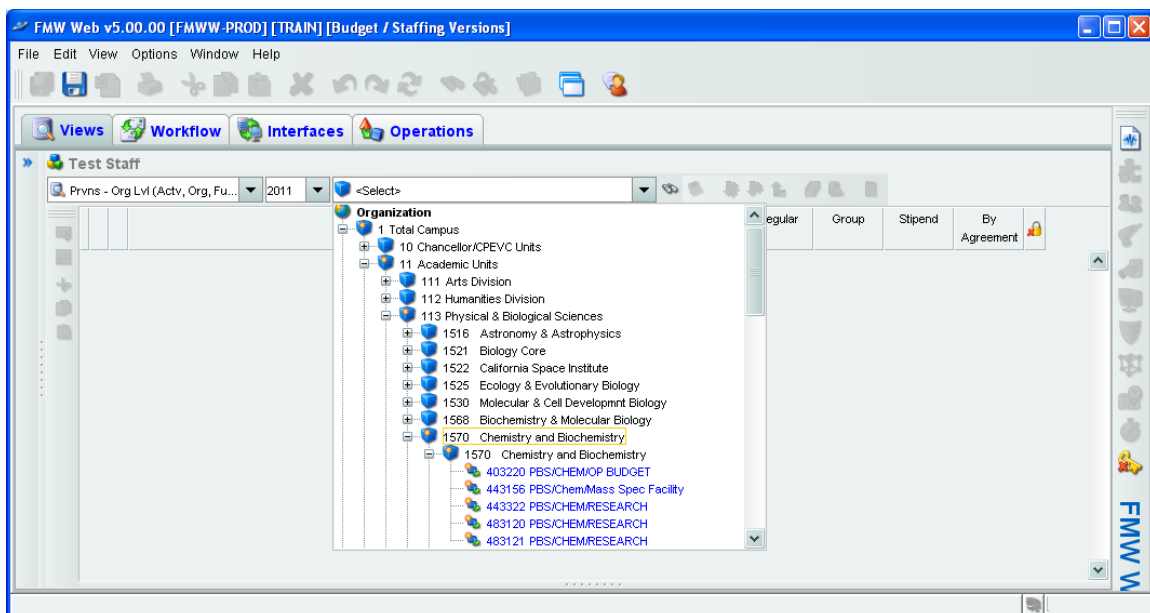 FMW Web v5.00.00 [FMWW-PROD] [TRAIN] [Budget / Staffing Versions]
File Edit View Options Window Help
Views Workflow Interfaces Operations
Test Staff
Prvns - Org Lvl (Actv, Org, Fu... 2011 <Select>
egular Group Stipend By Agreement
Organization
1 Total Campus
10 Chancellor/CPEVC Units
11 Academic Units
111 Arts Division
112 Humanities Division
113 Physical & Biological Sciences
1516 Astronomy & Astrophysics
1521 Biology Core
1522 California Space Institute
1525 Ecology & Evolutionary Biology
1530 Molecular & Cell Developmnt Biology
1568 Biochemistry & Molecular Biology
1570 Chemistry and Biochemistry
1570 Chemistry and Biochemistry
403220 PBS/CHEM/OP BUDGET
443156 PBS/Chem/Mass Spec Facility
443322 PBS/CHEM/RESEARCH
483120 PBS/CHEM/RESEARCH
483121 PBS/CHEM/RESEARCH
FMWW W